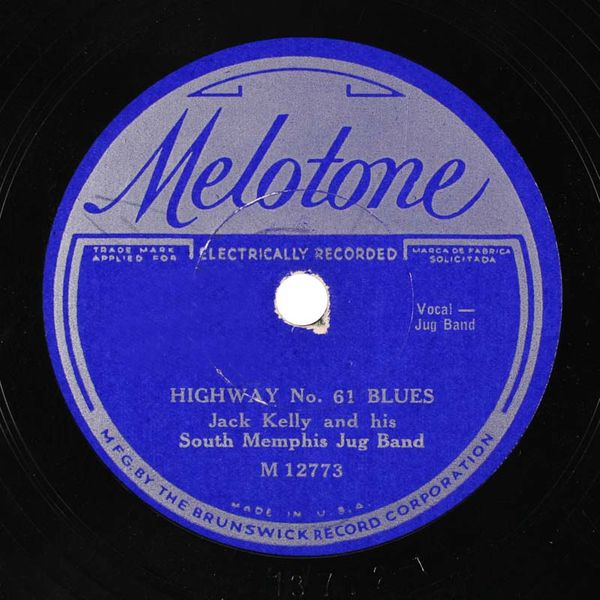 Melotone
TRADE MARK
APPLIED FOR
ELECTRICALLY RECORDED
MARCA DE FABRICA
SOLICITADA
Vocal —
Jug Band
HIGHWAY No. 61 BLUES
Jack Kelly and his
South Memphis Jug Band
M 12773
MADE IN U.S.A.
MFG. BY THE BRUNSWICK RECORD CORPORATION